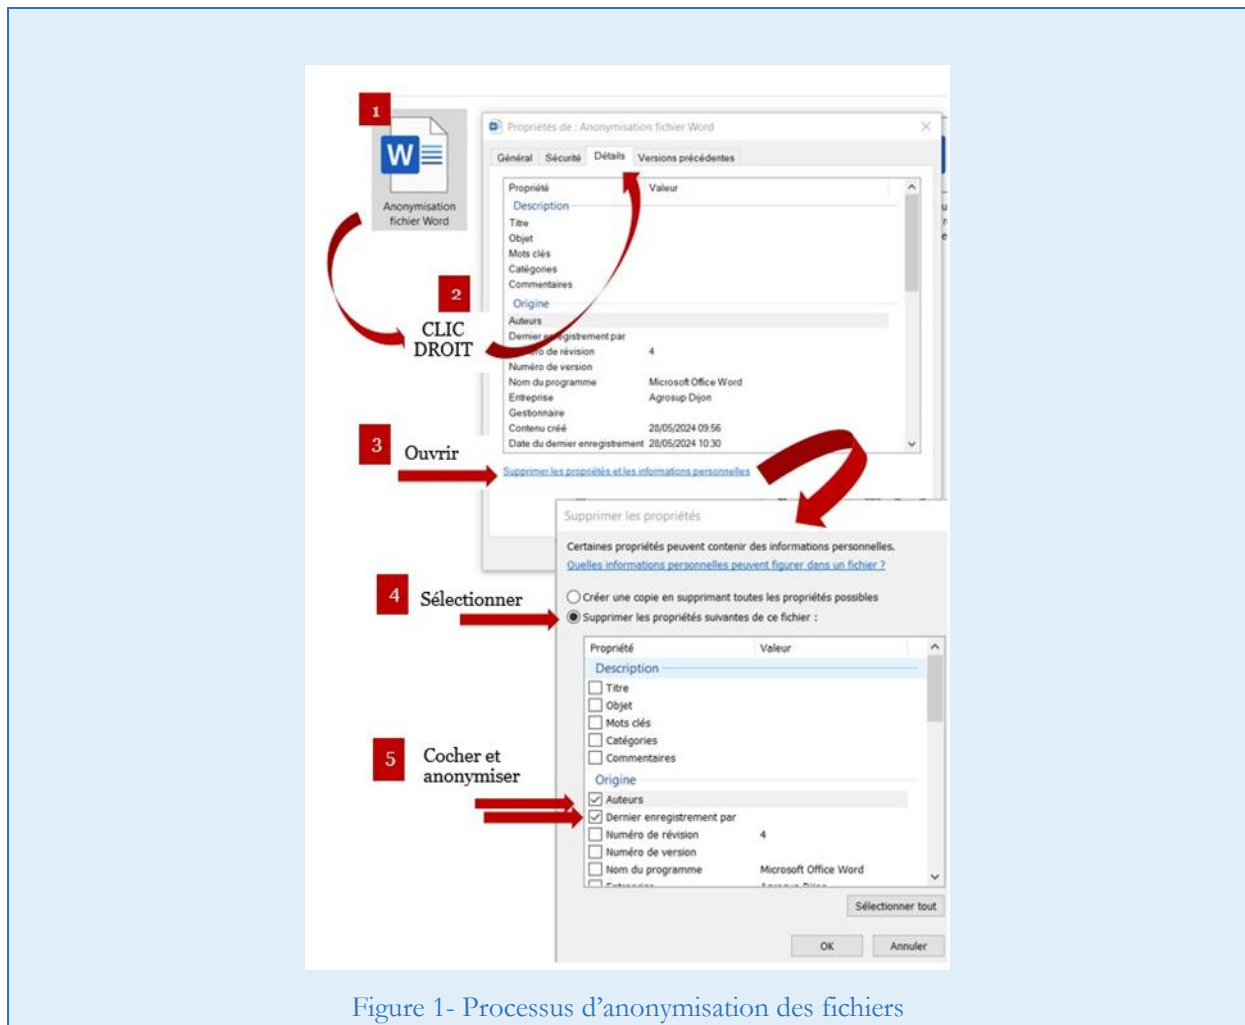 1
Anonymisation
fichier Word
Propriétés de : Anonymisation fichier Word
Général Sécurité Détails Versions précédentes
Propriété Valeur
Description
Titre
Objet
Mots clés
Catégories
Commentaires
Origine
Auteurs
Dernier enregistrement par
de révision 4
Numéro de version
Nom du programme Microsoft Office Word
Entreprise Agrosup Dijon
Gestionnaire
Contenu créé 28/05/2024 09:56
Date du dernier enregistrement 28/05/2024 10:30
2
CLIC
DROIT
3 Ouvrir
Supprimer les propriétés et les informations personnelles
Supprimer les propriétés
Certaines propriétés peuvent contenir des informations personnelles.
Quelles informations personnelles peuvent figurer dans un fichier ?
4 Sélectionner
Créer une copie en supprimant toutes les propriétés possibles
Supprimer les propriétés suivantes de ce fichier :
Propriété Valeur
Description
Titre
Objet
Mots clés
Catégories
Commentaires
Origine
5 Cocher et
anonymiser
Auteurs
Dernier enregistrement par
Numéro de révision 4
Numéro de version
Nom du programme Microsoft Office Word
Sélectionner tout
OK Annuler
Figure 1- Processus d’anonymisation des fichiers